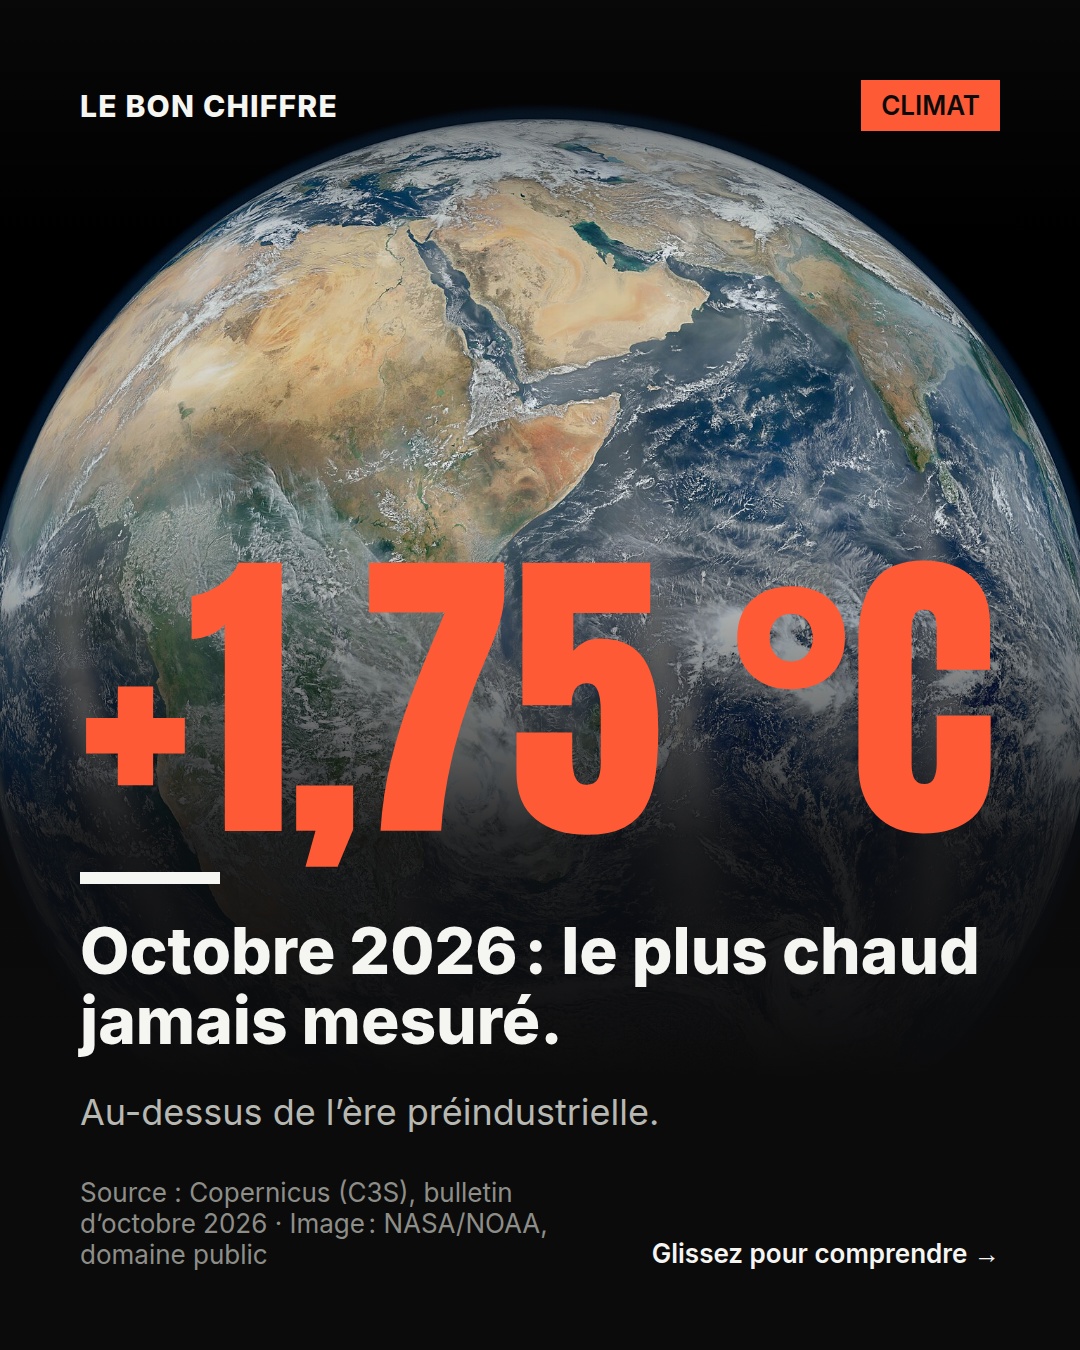 LE BON CHIFFRE
CLIMAT
+1,75 °C
Octobre 2026 : le plus chaud
jamais mesuré.
Au-dessus de l’ère préindustrielle.
Source : Copernicus (C3S), bulletin
d’octobre 2026 · Image : NASA/NOAA,
domaine public
Glissez pour comprendre →